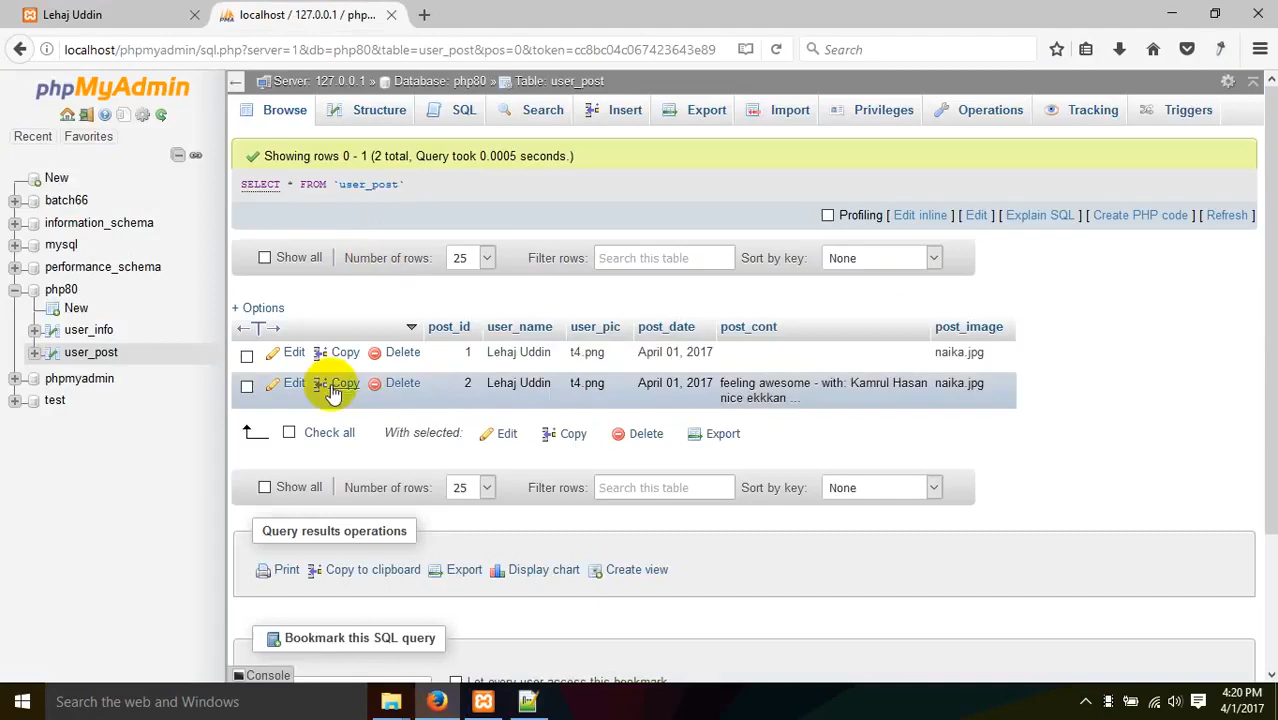 Lehaj Uddin
localhost / 127.0.0.1 / php...
localhost/phpmyadmin/sql.php?server=1&db=php80&table=user_post&pos=0&token=cc8bc04c067423643e89
Search
phpMyAdmin
Recent
Favorites
New
batch66
information_schema
mysql
performance_schema
php80
New
user_info
user_post
phpmyadmin
test
Server: 127.0.0.1 » Database: php80 » Table: user_post
Browse Structure SQL Search Insert Export Import Privileges Operations Tracking Triggers
Showing rows 0 - 1 (2 total, Query took 0.0005 seconds.)
SELECT * FROM `user_post`
Profiling [ Edit inline ] [ Edit ] [ Explain SQL ] [ Create PHP code ] [ Refresh ]
Show all Number of rows: 25 Filter rows: Search this table Sort by key: None
+ Options
←T→ post_id user_name user_pic post_date post_cont post_image
Edit Copy Delete 1 Lehaj Uddin t4.png April 01, 2017 naika.jpg
Edit Copy Delete 2 Lehaj Uddin t4.png April 01, 2017 feeling awesome - with: Kamrul Hasan naika.jpg
nice ekkkan ...
Check all With selected: Edit Copy Delete Export
Show all Number of rows: 25 Filter rows: Search this table Sort by key: None
Query results operations
Print Copy to clipboard Export Display chart Create view
Bookmark this SQL query
Console
Let every user access this bookmark
Search the web and Windows
4:20 PM
4/1/2017